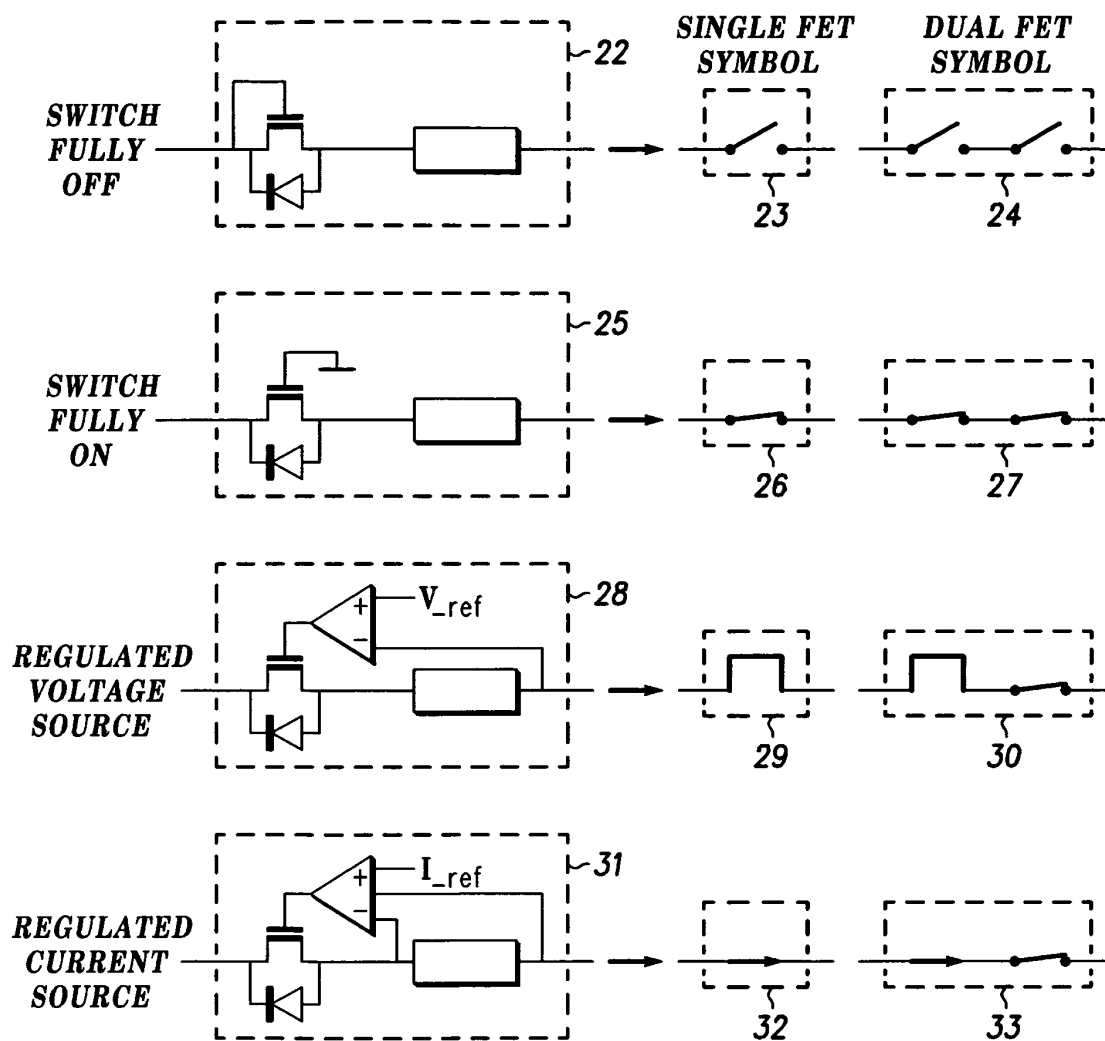 SINGLE FET
SYMBOL
DUAL FET
SYMBOL
22
SWITCH
FULLY
OFF
23
24
25
SWITCH
FULLY
ON
26
27
28
+
V_ref
−
REGULATED
VOLTAGE
SOURCE
29
30
31
+
I_ref
−
REGULATED
CURRENT
SOURCE
32
33